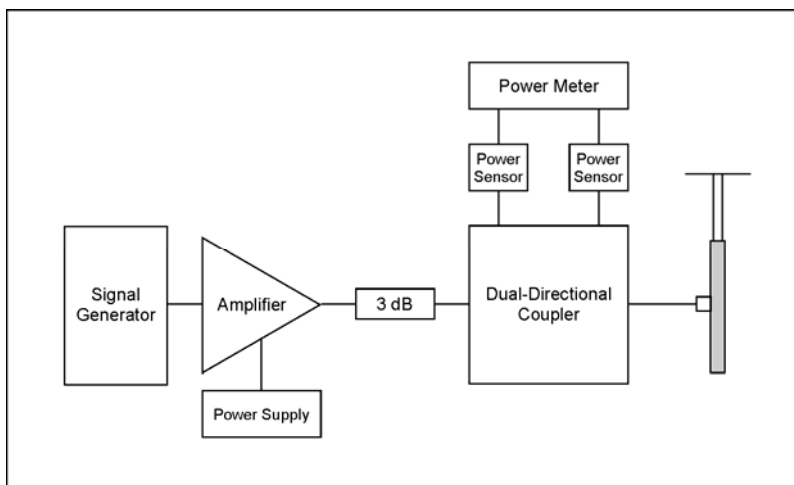 Power Meter
Power
Sensor
Power
Sensor
Signal
Generator
Amplifier
3 dB
Dual-Directional
Coupler
Power Supply